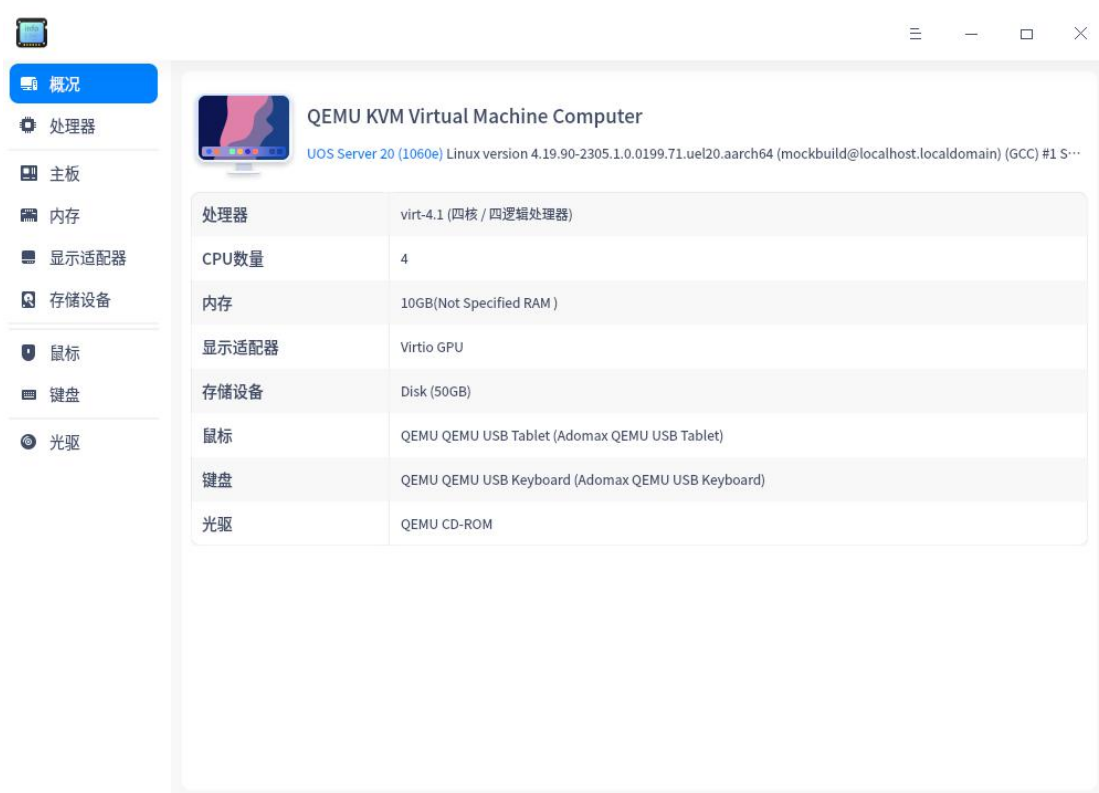 info
概况
处理器
主板
内存
显示适配器
存储设备
鼠标
键盘
光驱
QEMU KVM Virtual Machine Computer
UOS Server 20 (1060e) Linux version 4.19.90-2305.1.0.0199.71.uel20.aarch64 (mockbuild@localhost.localdomain) (GCC) #1 S···
处理器 virt-4.1 (四核 / 四逻辑处理器)
CPU数量 4
内存 10GB(Not Specified RAM )
显示适配器 Virtio GPU
存储设备 Disk (50GB)
鼠标 QEMU QEMU USB Tablet (Adomax QEMU USB Tablet)
键盘 QEMU QEMU USB Keyboard (Adomax QEMU USB Keyboard)
光驱 QEMU CD-ROM